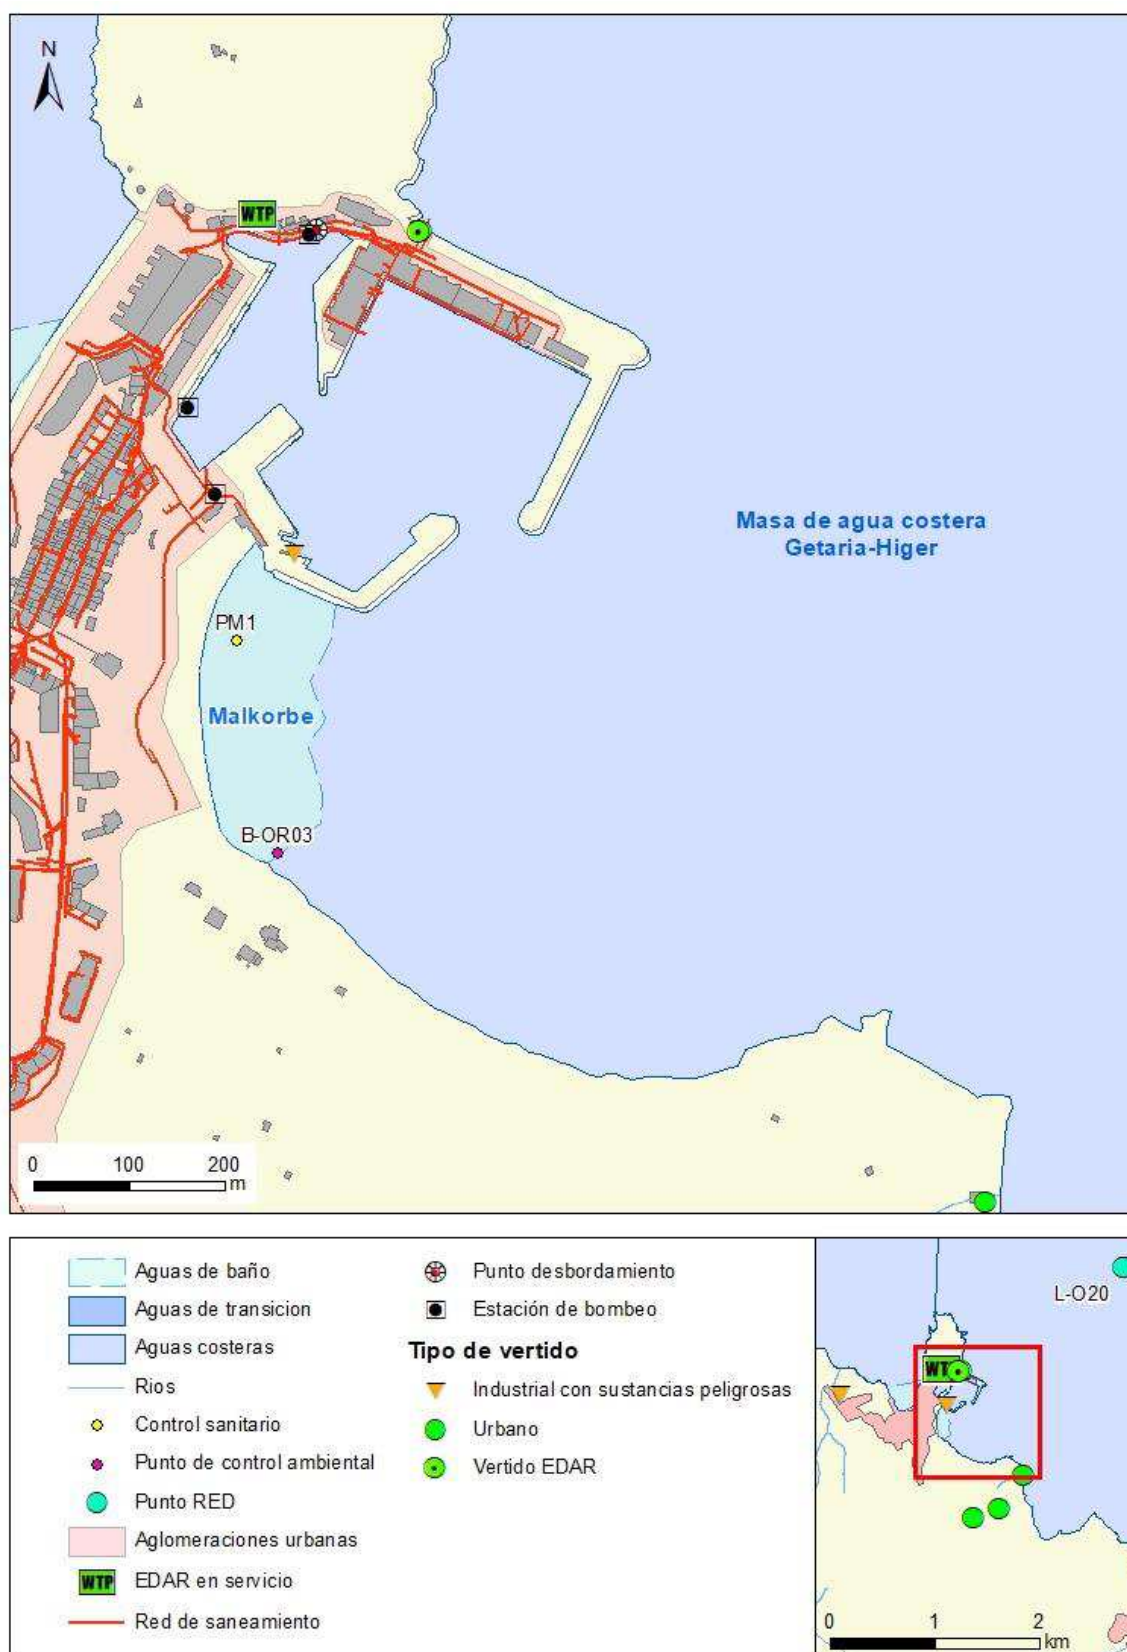 N
WTP
Masa de agua costera
Getaria-Higer
PM1
Malkorbe
B-OR03
0 100 200
m
Aguas de baño
Aguas de transicion
Aguas costeras
Rios
Control sanitario
Punto de control ambiental
Punto RED
Aglomeraciones urbanas
WTP EDAR en servicio
Red de saneamiento
Punto desbordamiento
Estación de bombeo
Tipo de vertido
Industrial con sustancias peligrosas
Urbano
Vertido EDAR
L-O20
WT
0 1 2
km